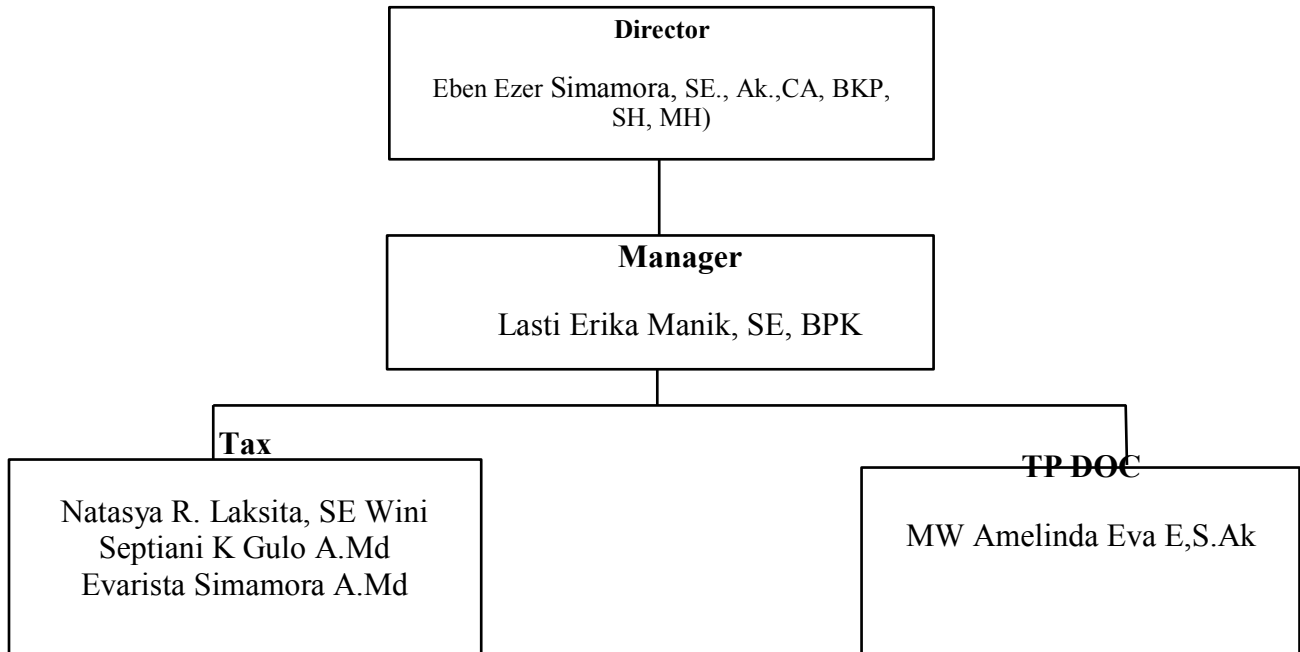 Director
Eben Ezer Simamora, SE., Ak.,CA, BKP,
SH, MH)
Manager
Lasti Erika Manik, SE, BPK
Tax
Natasya R. Laksita, SE Wini
Septiani K Gulo A.Md
Evarista Simamora A.Md
TP DOC
MW Amelinda Eva E,S.Ak